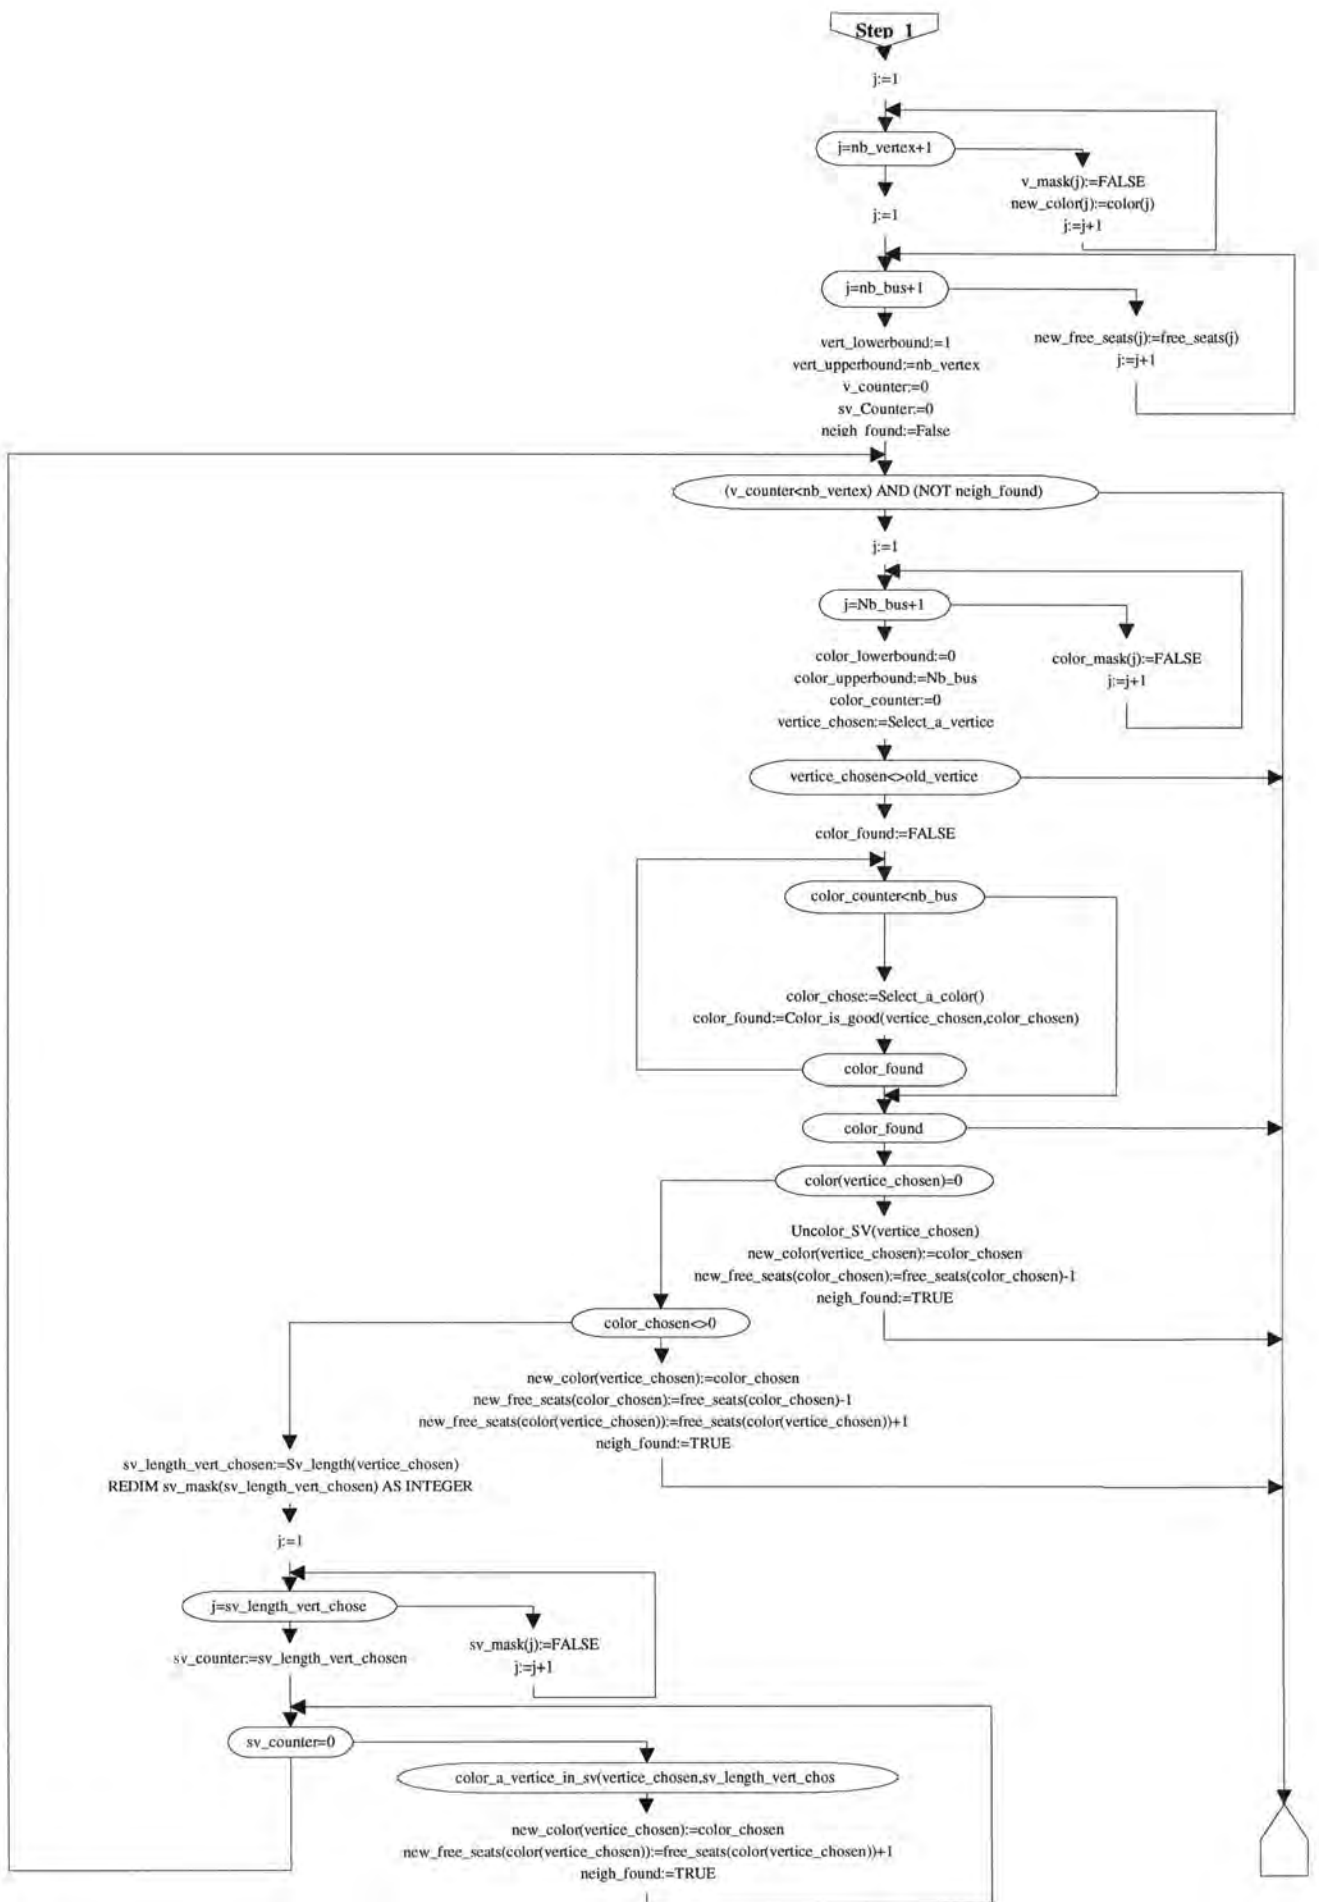 Step 1
j:=1
j=nb_vertex+1
v_mask(j):=FALSE
new_color(j):=color(j)
j:=j+1
j:=1
j=nb_bus+1
new_free_seats(j):=free_seats(j)
j:=j+1
vert_lowerbound:=1
vert_upperbound:=nb_vertex
v_counter:=0
sv_Counter:=0
neigh_found:=False
(v_counter<nb_vertex) AND (NOT neigh_found)
j:=1
j=Nb_bus+1
color_mask(j):=FALSE
j:=j+1
color_lowerbound:=0
color_upperbound:=Nb_bus
color_counter:=0
vertice_chosen:=Select_a_vertice
vertice_chosen<>old_vertice
color_found:=FALSE
color_counter<nb_bus
color_chose:=Select_a_color()
color_found:=Color_is_good(vertice_chosen,color_chosen)
color_found
color_found
color(vertice_chosen)=0
Uncolor_SV(vertice_chosen)
new_color(vertice_chosen):=color_chosen
new_free_seats(color_chosen):=free_seats(color_chosen)-1
neigh_found:=TRUE
color_chosen<>0
new_color(vertice_chosen):=color_chosen
new_free_seats(color_chosen):=free_seats(color_chosen)-1
new_free_seats(color(vertice_chosen)):=free_seats(color(vertice_chosen))+1
neigh_found:=TRUE
sv_length_vert_chosen:=Sv_length(vertice_chosen)
REDIM sv_mask(sv_length_vert_chosen) AS INTEGER
j:=1
j=sv_length_vert_chose
sv_mask(j):=FALSE
j:=j+1
sv_counter:=sv_length_vert_chosen
sv_counter=0
color_a_vertice_in_sv(vertice_chosen,sv_length_vert_chos
new_color(vertice_chosen):=color_chosen
new_free_seats(color(vertice_chosen)):=free_seats(color(vertice_chosen))+1
neigh_found:=TRUE